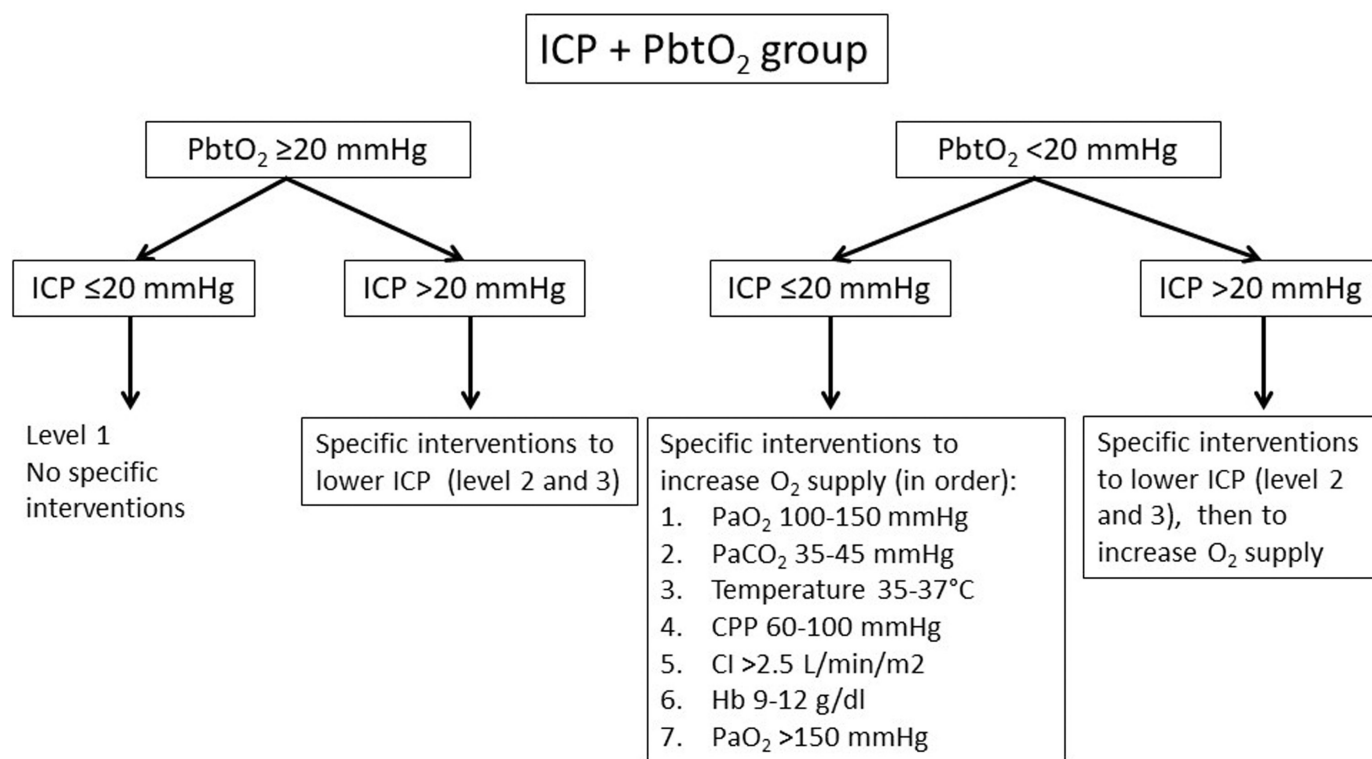 ICP + PbtO₂ group
PbtO₂ ≥20 mmHg
PbtO₂ <20 mmHg
ICP ≤20 mmHg
ICP >20 mmHg
ICP ≤20 mmHg
ICP >20 mmHg
Level 1
No specific
interventions
Specific interventions to
lower ICP (level 2 and 3)
Specific interventions to
increase O₂ supply (in order):
1. PaO₂ 100-150 mmHg
2. PaCO₂ 35-45 mmHg
3. Temperature 35-37°C
4. CPP 60-100 mmHg
5. CI >2.5 L/min/m2
6. Hb 9-12 g/dl
7. PaO₂ >150 mmHg
Specific interventions
to lower ICP (level 2
and 3), then to
increase O₂ supply